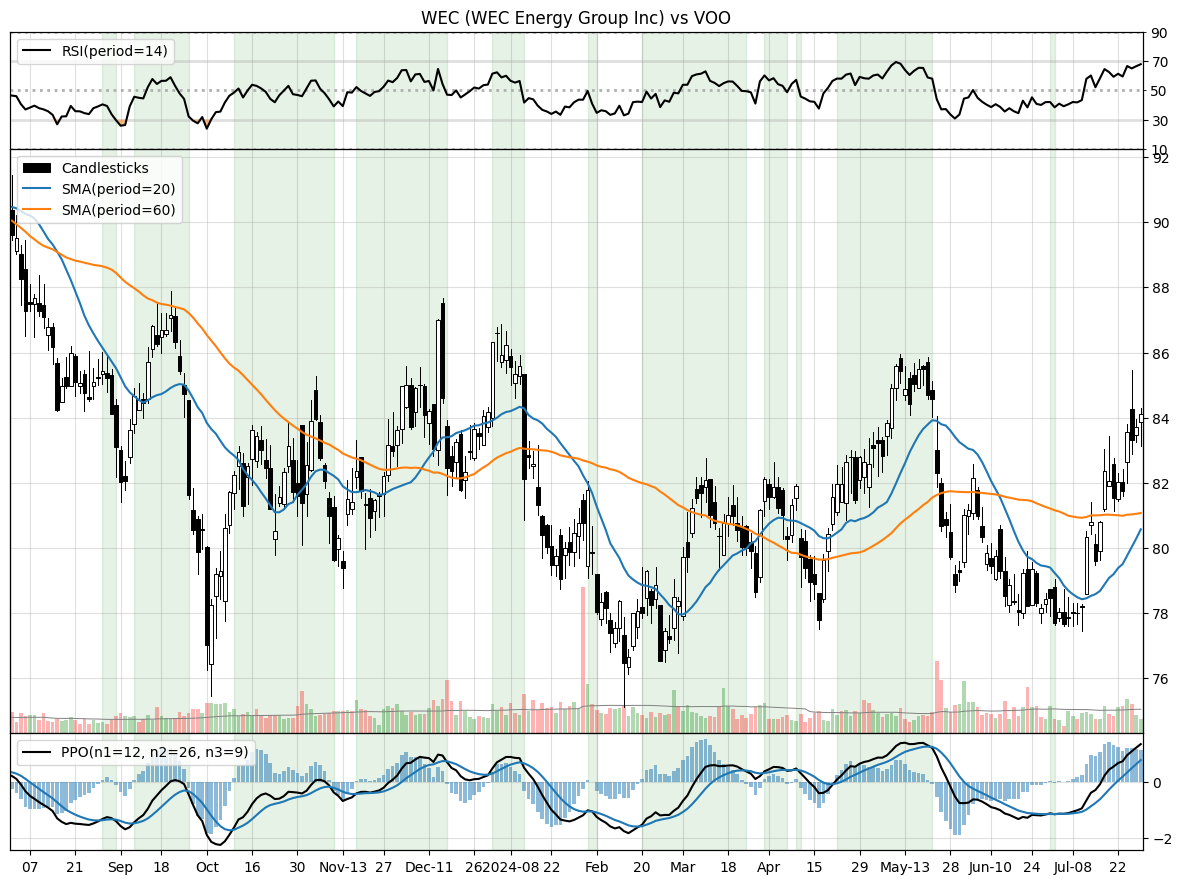 WEC (WEC Energy Group Inc) vs VOO
RSI(period=14)
90
70
50
30
10
Candlesticks
SMA(period=20)
SMA(period=60)
92
90
88
86
84
82
80
78
76
PPO(n1=12, n2=26, n3=9)
0
−2
07 21 Sep 18 Oct 16 30 Nov-13 27 Dec-11 26 2024-08 22 Feb 20 Mar 18 Apr 15 29 May-13 28 Jun-10 24 Jul-08 22